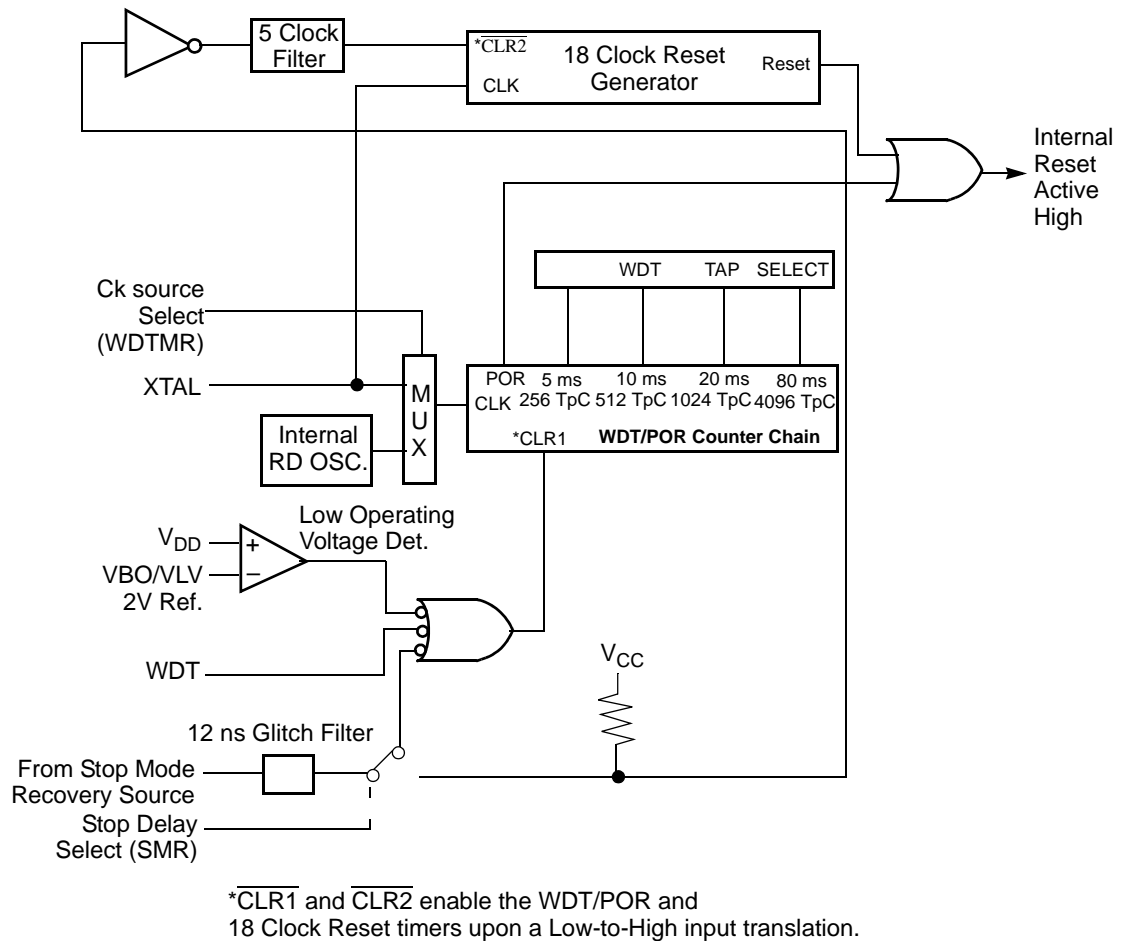 5 Clock
Filter
*CLR2
18 Clock Reset
Generator
Reset
CLK
Internal
Reset
Active
High
WDT TAP SELECT
Ck source
Select
(WDTMR)
XTAL
M
U
X
POR 5 ms 10 ms 20 ms 80 ms
CLK 256 TpC 512 TpC 1024 TpC 4096 TpC
*CLR1 WDT/POR Counter Chain
Internal
RD OSC.
Low Operating
Voltage Det.
VDD
+
VBO/VLV
−
2V Ref.
WDT
VCC
12 ns Glitch Filter
From Stop Mode
Recovery Source
Stop Delay
Select (SMR)
*CLR1 and CLR2 enable the WDT/POR and
18 Clock Reset timers upon a Low-to-High input translation.